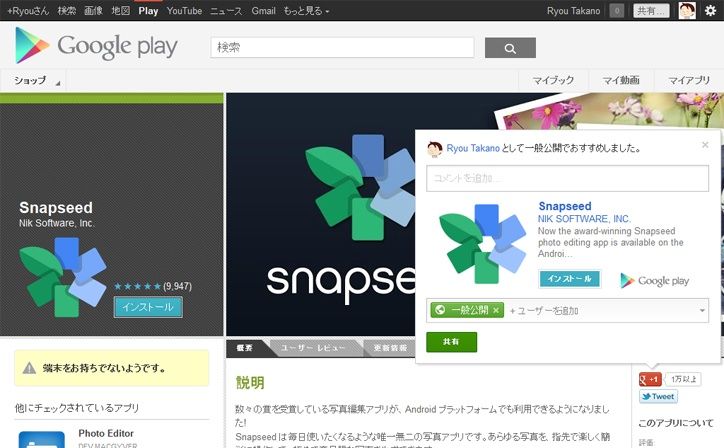 +Ryouさん 検索 画像 地図 Play YouTube ニュース Gmail もっと見る
Ryou Takano 0 共有...
Google play 検索
ショップ マイブック マイ動画 マイアプリ
Ryou Takano として一般公開でおすすめしました。
コメントを追加...
Snapseed
NIK SOFTWARE, INC.
Now the award-winning Snapseed
photo editing app is available on the
Androi...
インストール Google play
一般公開 + ユーザーを追加
共有
Snapseed
Nik Software, Inc.
(9,947)
インストール
snapse
概要 ユーザー レビュー 更新情報
端末をお持ちでないようです。
他にチェックされているアプリ
Photo Editor
DEV.MACGYVER
説明
数々の賞を受賞している写真編集アプリが、Android プラットフォームでも利用できるようになりまし
た!
Snapseed は毎日使いたくなるような唯一無二の写真アプリです。あらゆる写真を、指先で楽しく簡
+1 1万以上
Tweet
このアプリについて
評価: